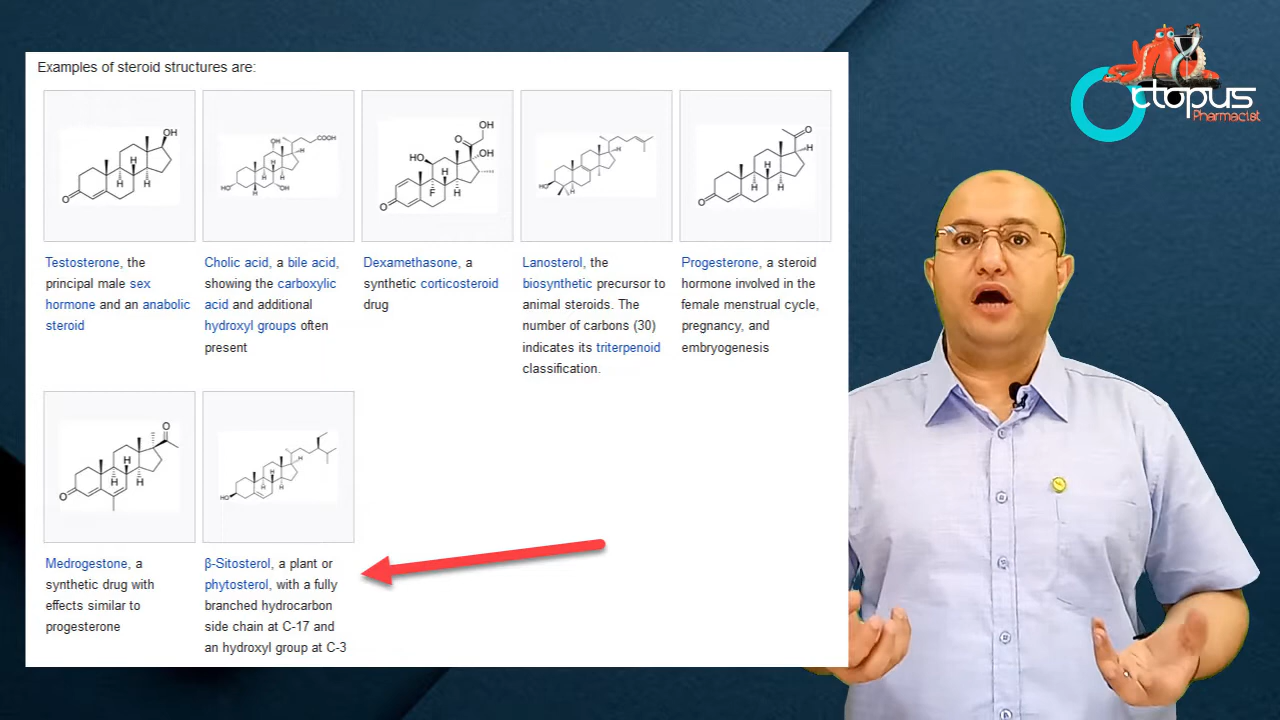 Examples of steroid structures are:
Testosterone, the
principal male sex
hormone and an anabolic
steroid
Cholic acid, a bile acid,
showing the carboxylic
acid and additional
hydroxyl groups often
present
Dexamethasone, a
synthetic corticosteroid
drug
Lanosterol, the
biosynthetic precursor to
animal steroids. The
number of carbons (30)
indicates its triterpenoid
classification.
Progesterone, a steroid
hormone involved in the
female menstrual cycle,
pregnancy, and
embryogenesis
Medrogestone, a
synthetic drug with
effects similar to
progesterone
β-Sitosterol, a plant or
phytosterol, with a fully
branched hydrocarbon
side chain at C-17 and
an hydroxyl group at C-3
Octopus
Pharmacist